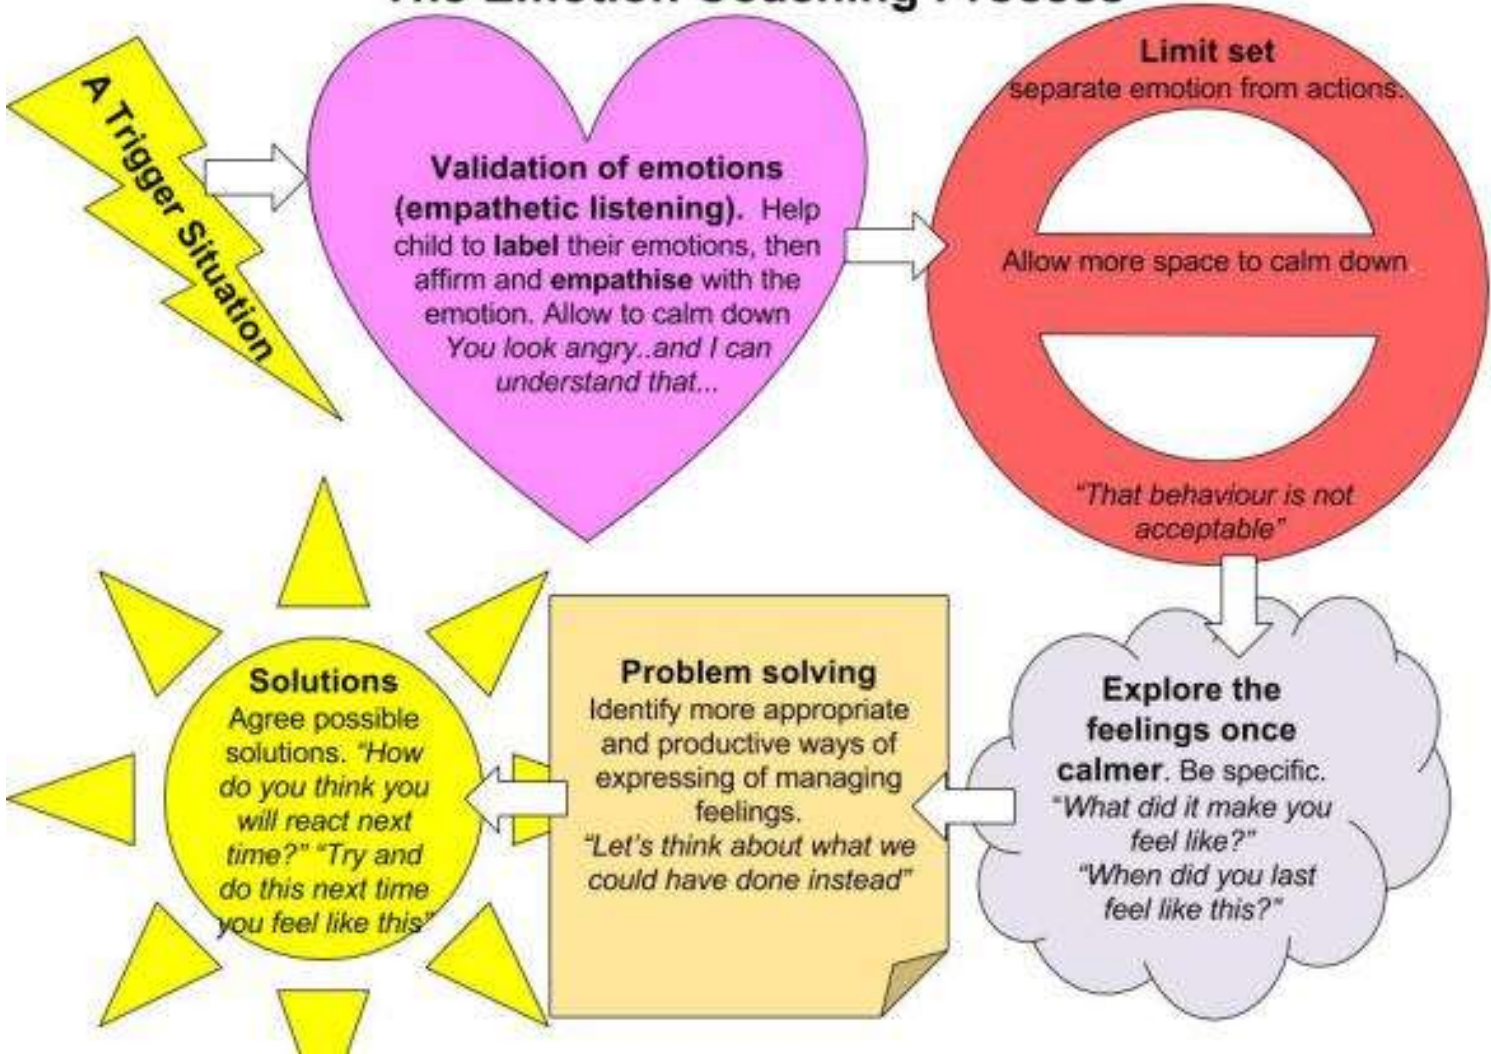 The Emotion Coaching Process
A Trigger Situation
Validation of emotions
(empathetic listening). Help
child to label their emotions, then
affirm and empathise with the
emotion. Allow to calm down
You look angry..and I can
understand that...
Limit set
separate emotion from actions.
Allow more space to calm down
"That behaviour is not
acceptable"
Explore the
feelings once
calmer. Be specific.
"What did it make you
feel like?"
"When did you last
feel like this?"
Problem solving
Identify more appropriate
and productive ways of
expressing of managing
feelings.
"Let's think about what we
could have done instead"
Solutions
Agree possible
solutions. "How
do you think you
will react next
time?" "Try and
do this next time
you feel like this"